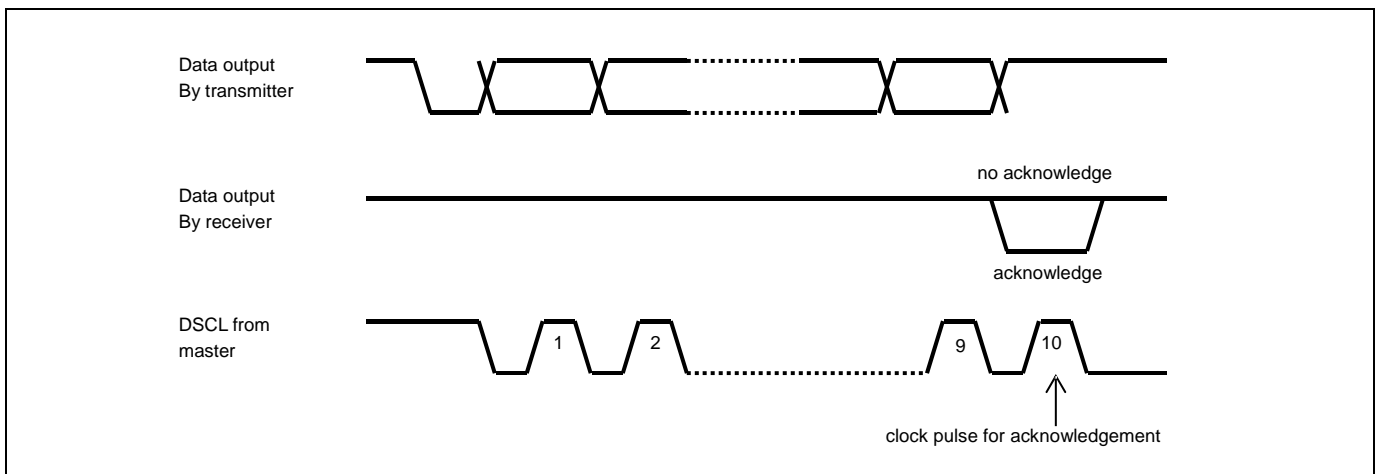 Data output
By transmitter
no acknowledge
Data output
By receiver
acknowledge
DSCL from
master
1
2
9
10
clock pulse for acknowledgement